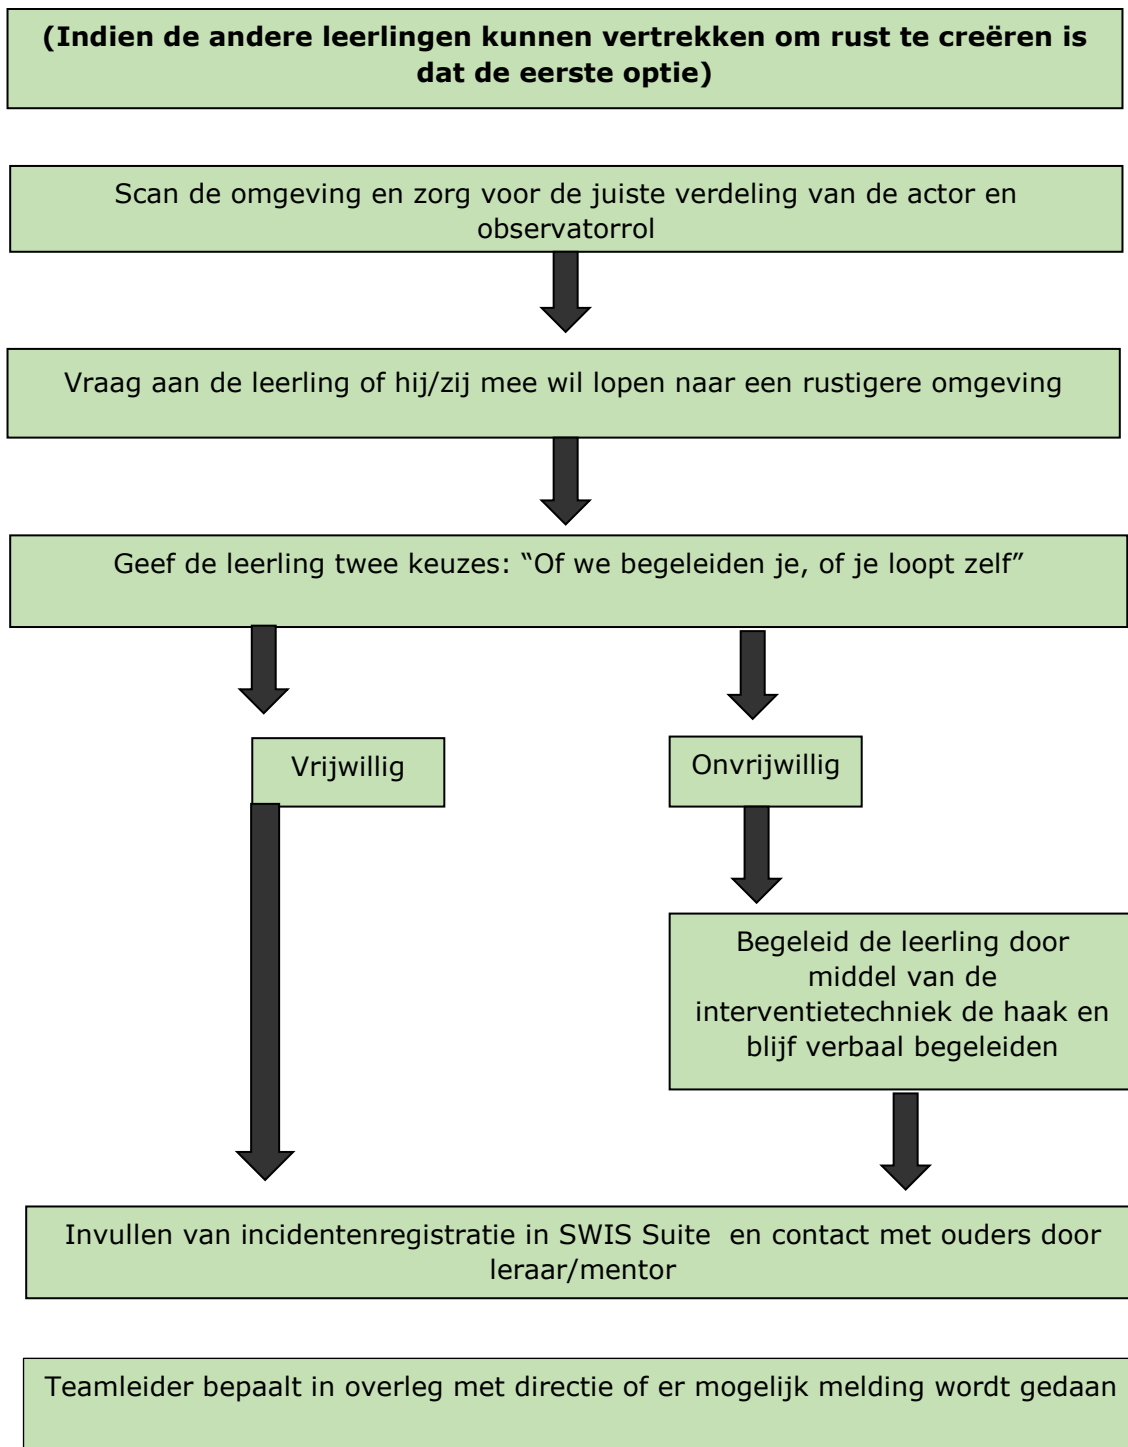 (Indien de andere leerlingen kunnen vertrekken om rust te creëren is
dat de eerste optie)
Scan de omgeving en zorg voor de juiste verdeling van de actor en
observatorrol
Vraag aan de leerling of hij/zij mee wil lopen naar een rustigere omgeving
Geef de leerling twee keuzes: “Of we begeleiden je, of je loopt zelf”
Vrijwillig
Onvrijwillig
Begeleid de leerling door
middel van de
interventietechniek de haak en
blijf verbaal begeleiden
Invullen van incidentenregistratie in SWIS Suite  en contact met ouders door
leraar/mentor
Teamleider bepaalt in overleg met directie of er mogelijk melding wordt gedaan